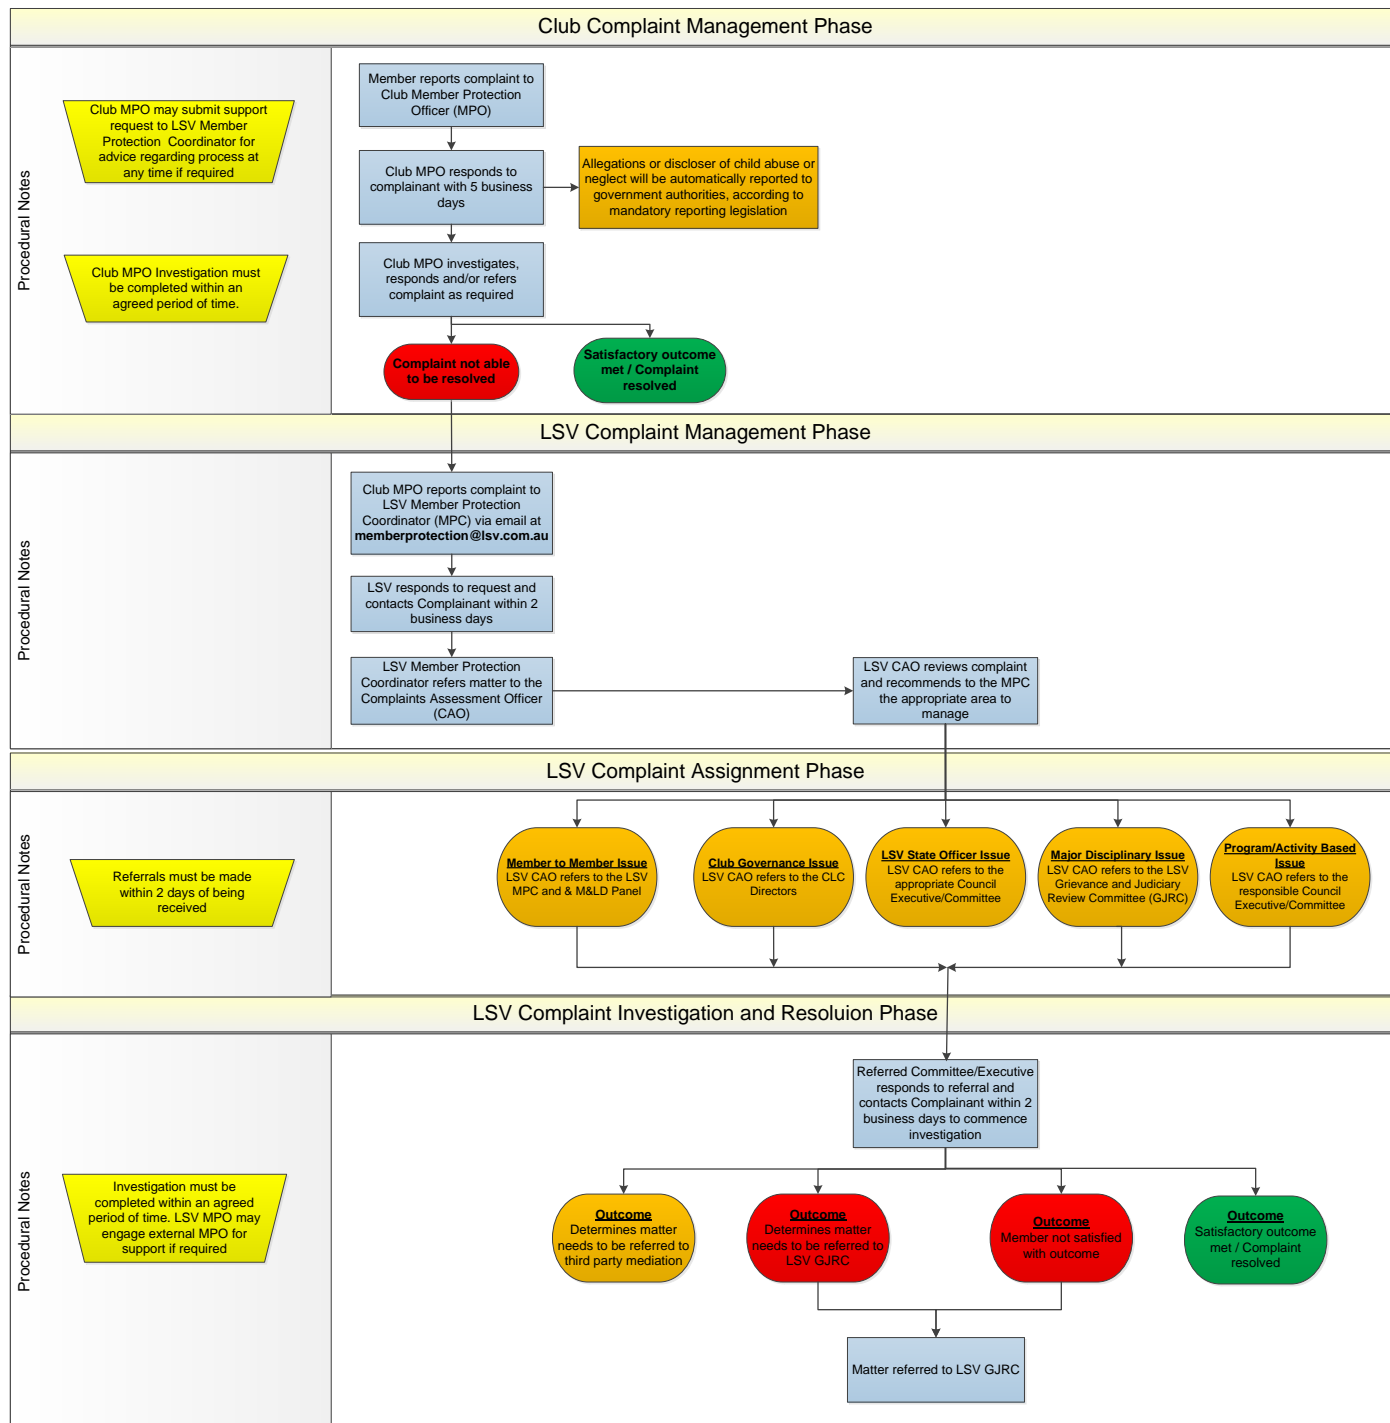 Club Complaint Management Phase
Procedural Notes
Club MPO may submit support
request to LSV Member
Protection Coordinator for
advice regarding process at
any time if required
Club MPO Investigation must
be completed within an
agreed period of time.
Member reports complaint to
Club Member Protection
Officer (MPO)
Club MPO responds to
complainant with 5 business
days
Allegations or discloser of child abuse or
neglect will be automatically reported to
government authorities, according to
mandatory reporting legislation
Club MPO investigates,
responds and/or refers
complaint as required
Complaint not able
to be resolved
Satisfactory outcome
met / Complaint
resolved
LSV Complaint Management Phase
Procedural Notes
Club MPO reports complaint to
LSV Member Protection
Coordinator (MPC) via email at
memberprotection@lsv.com.au
LSV responds to request and
contacts Complainant within 2
business days
LSV Member Protection
Coordinator refers matter to the
Complaints Assessment Officer
(CAO)
LSV CAO reviews complaint
and recommends to the MPC
the appropriate area to
manage
LSV Complaint Assignment Phase
Procedural Notes
Referrals must be made
within 2 days of being
received
Member to Member Issue
LSV CAO refers to the LSV
MPC and & M&LD Panel
Club Governance Issue
LSV CAO refers to the CLC
Directors
LSV State Officer Issue
LSV CAO refers to the
appropriate Council
Executive/Committee
Major Disciplinary Issue
LSV CAO refers to the LSV
Grievance and Judiciary
Review Committee (GJRC)
Program/Activity Based
Issue
LSV CAO refers to the
responsible Council
Executive/Committee
LSV Complaint Investigation and Resoluion Phase
Procedural Notes
Investigation must be
completed within an agreed
period of time. LSV MPO may
engage external MPO for
support if required
Referred Committee/Executive
responds to referral and
contacts Complainant within 2
business days to commence
investigation
Outcome
Determines matter
needs to be referred to
third party mediation
Outcome
Determines matter
needs to be referred to
LSV GJRC
Outcome
Member not satisfied
with outcome
Outcome
Satisfactory outcome
met / Complaint
resolved
Matter referred to LSV GJRC